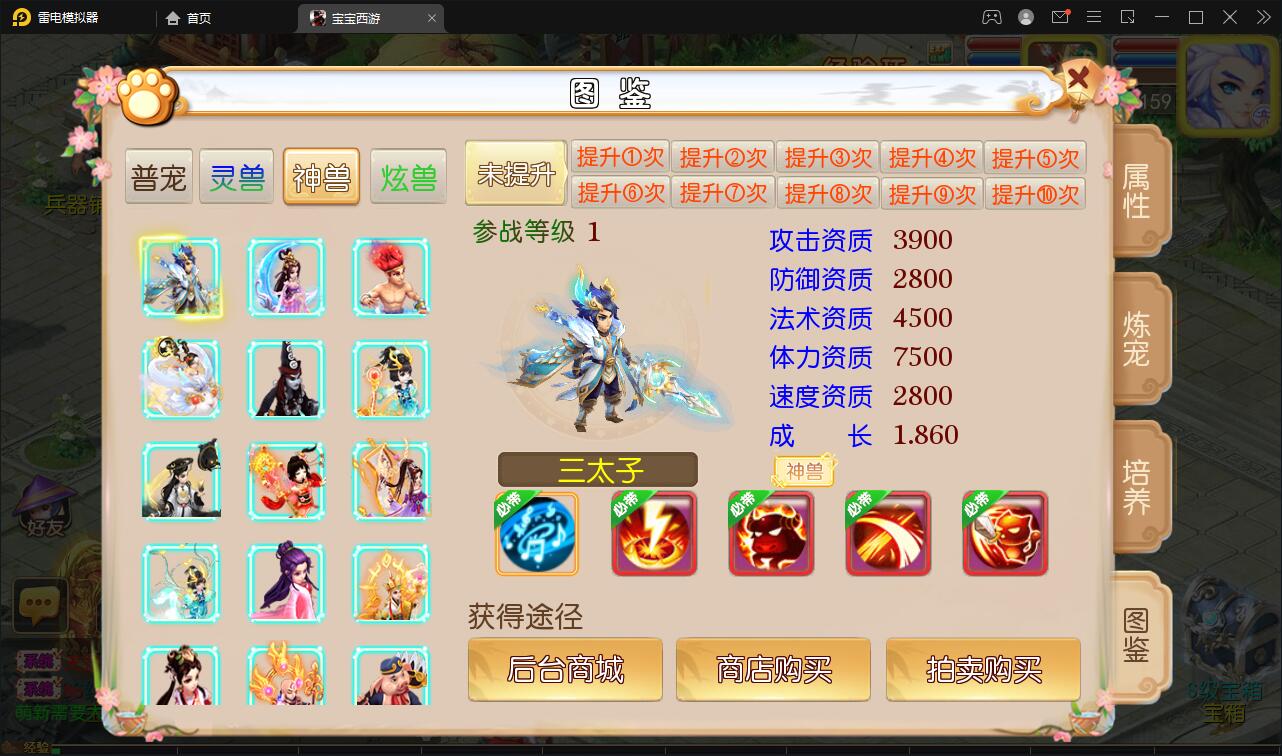 雷电模拟器
首页
宝宝西游
图 鉴
159
普宠
灵兽
神兽
炫兽
未提升
提升①次
提升②次
提升③次
提升④次
提升⑤次
提升⑥次
提升⑦次
提升⑧次
提升⑨次
提升⑩次
属性
炼宠
培养
图鉴
参战等级 1
攻击资质 3900
防御资质 2800
法术资质 4500
体力资质 7500
速度资质 2800
成 长 1.860
三太子
神兽
必带
必带
必带
必带
必带
获得途径
后台商城
商店购买
拍卖购买
好友
系统
系统
萌新需要
宝箱
经验